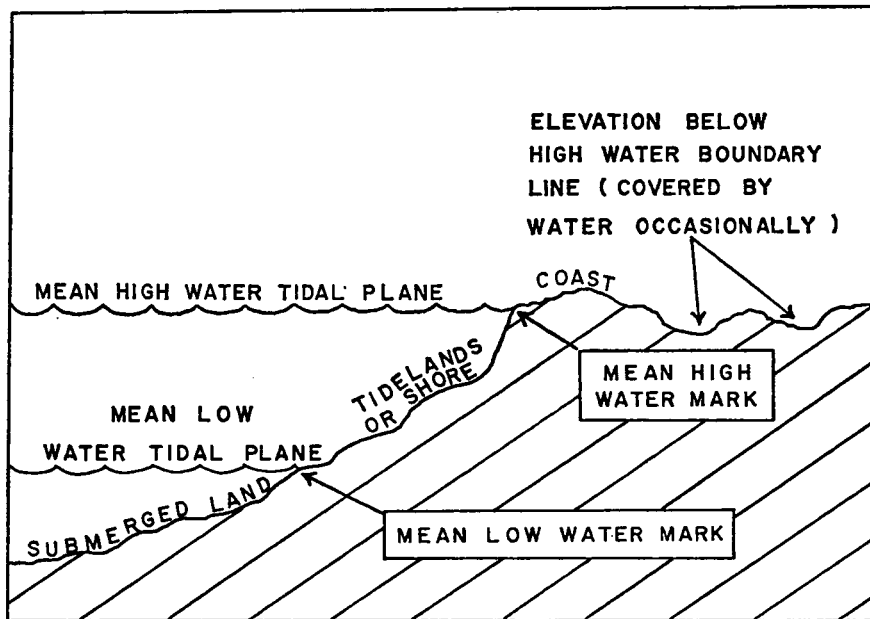 ELEVATION BELOW
HIGH WATER BOUNDARY
LINE ( COVERED BY
WATER OCCASIONALLY )
COAST
MEAN HIGH WATER TIDAL PLANE
TIDELANDS
OR SHORE
MEAN HIGH
WATER MARK
MEAN LOW
WATER TIDAL PLANE
SUBMERGED LAND
MEAN LOW WATER MARK